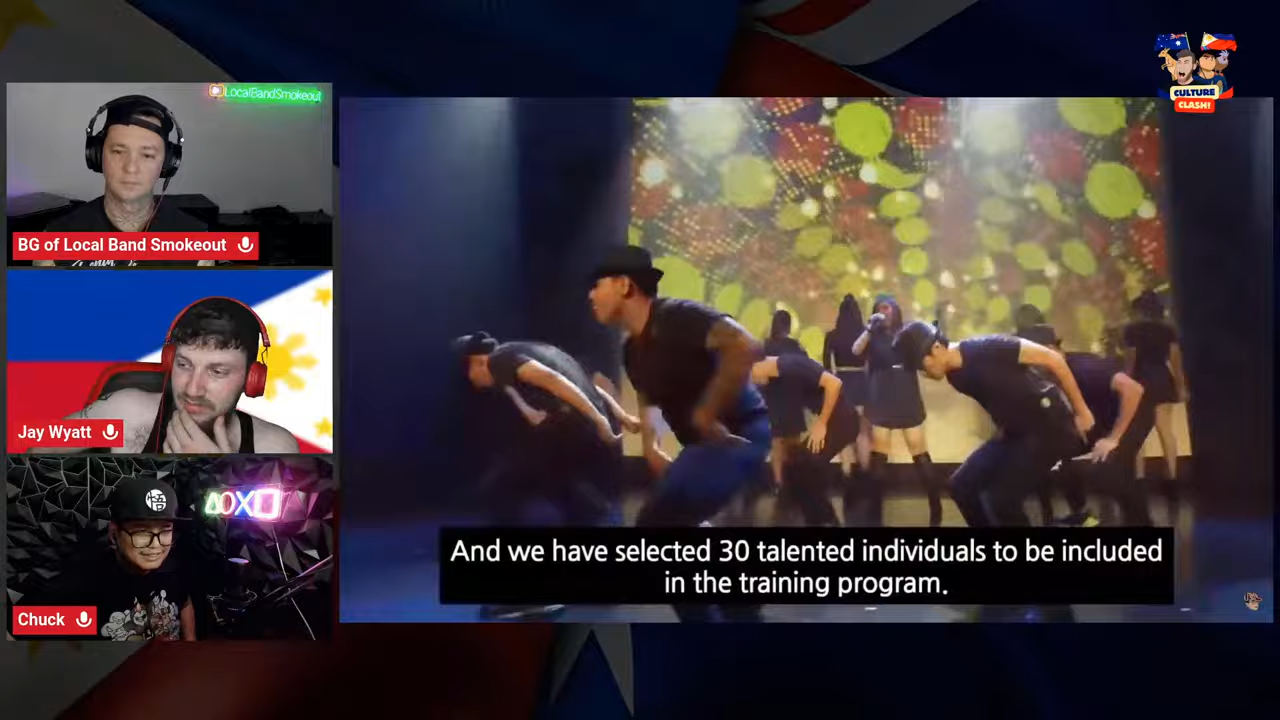 LocalBandSmokeout
BG of Local Band Smokeout
Jay Wyatt
Chuck
CULTURE
CLASH!
And we have selected 30 talented individuals to be included
in the training program.
悟